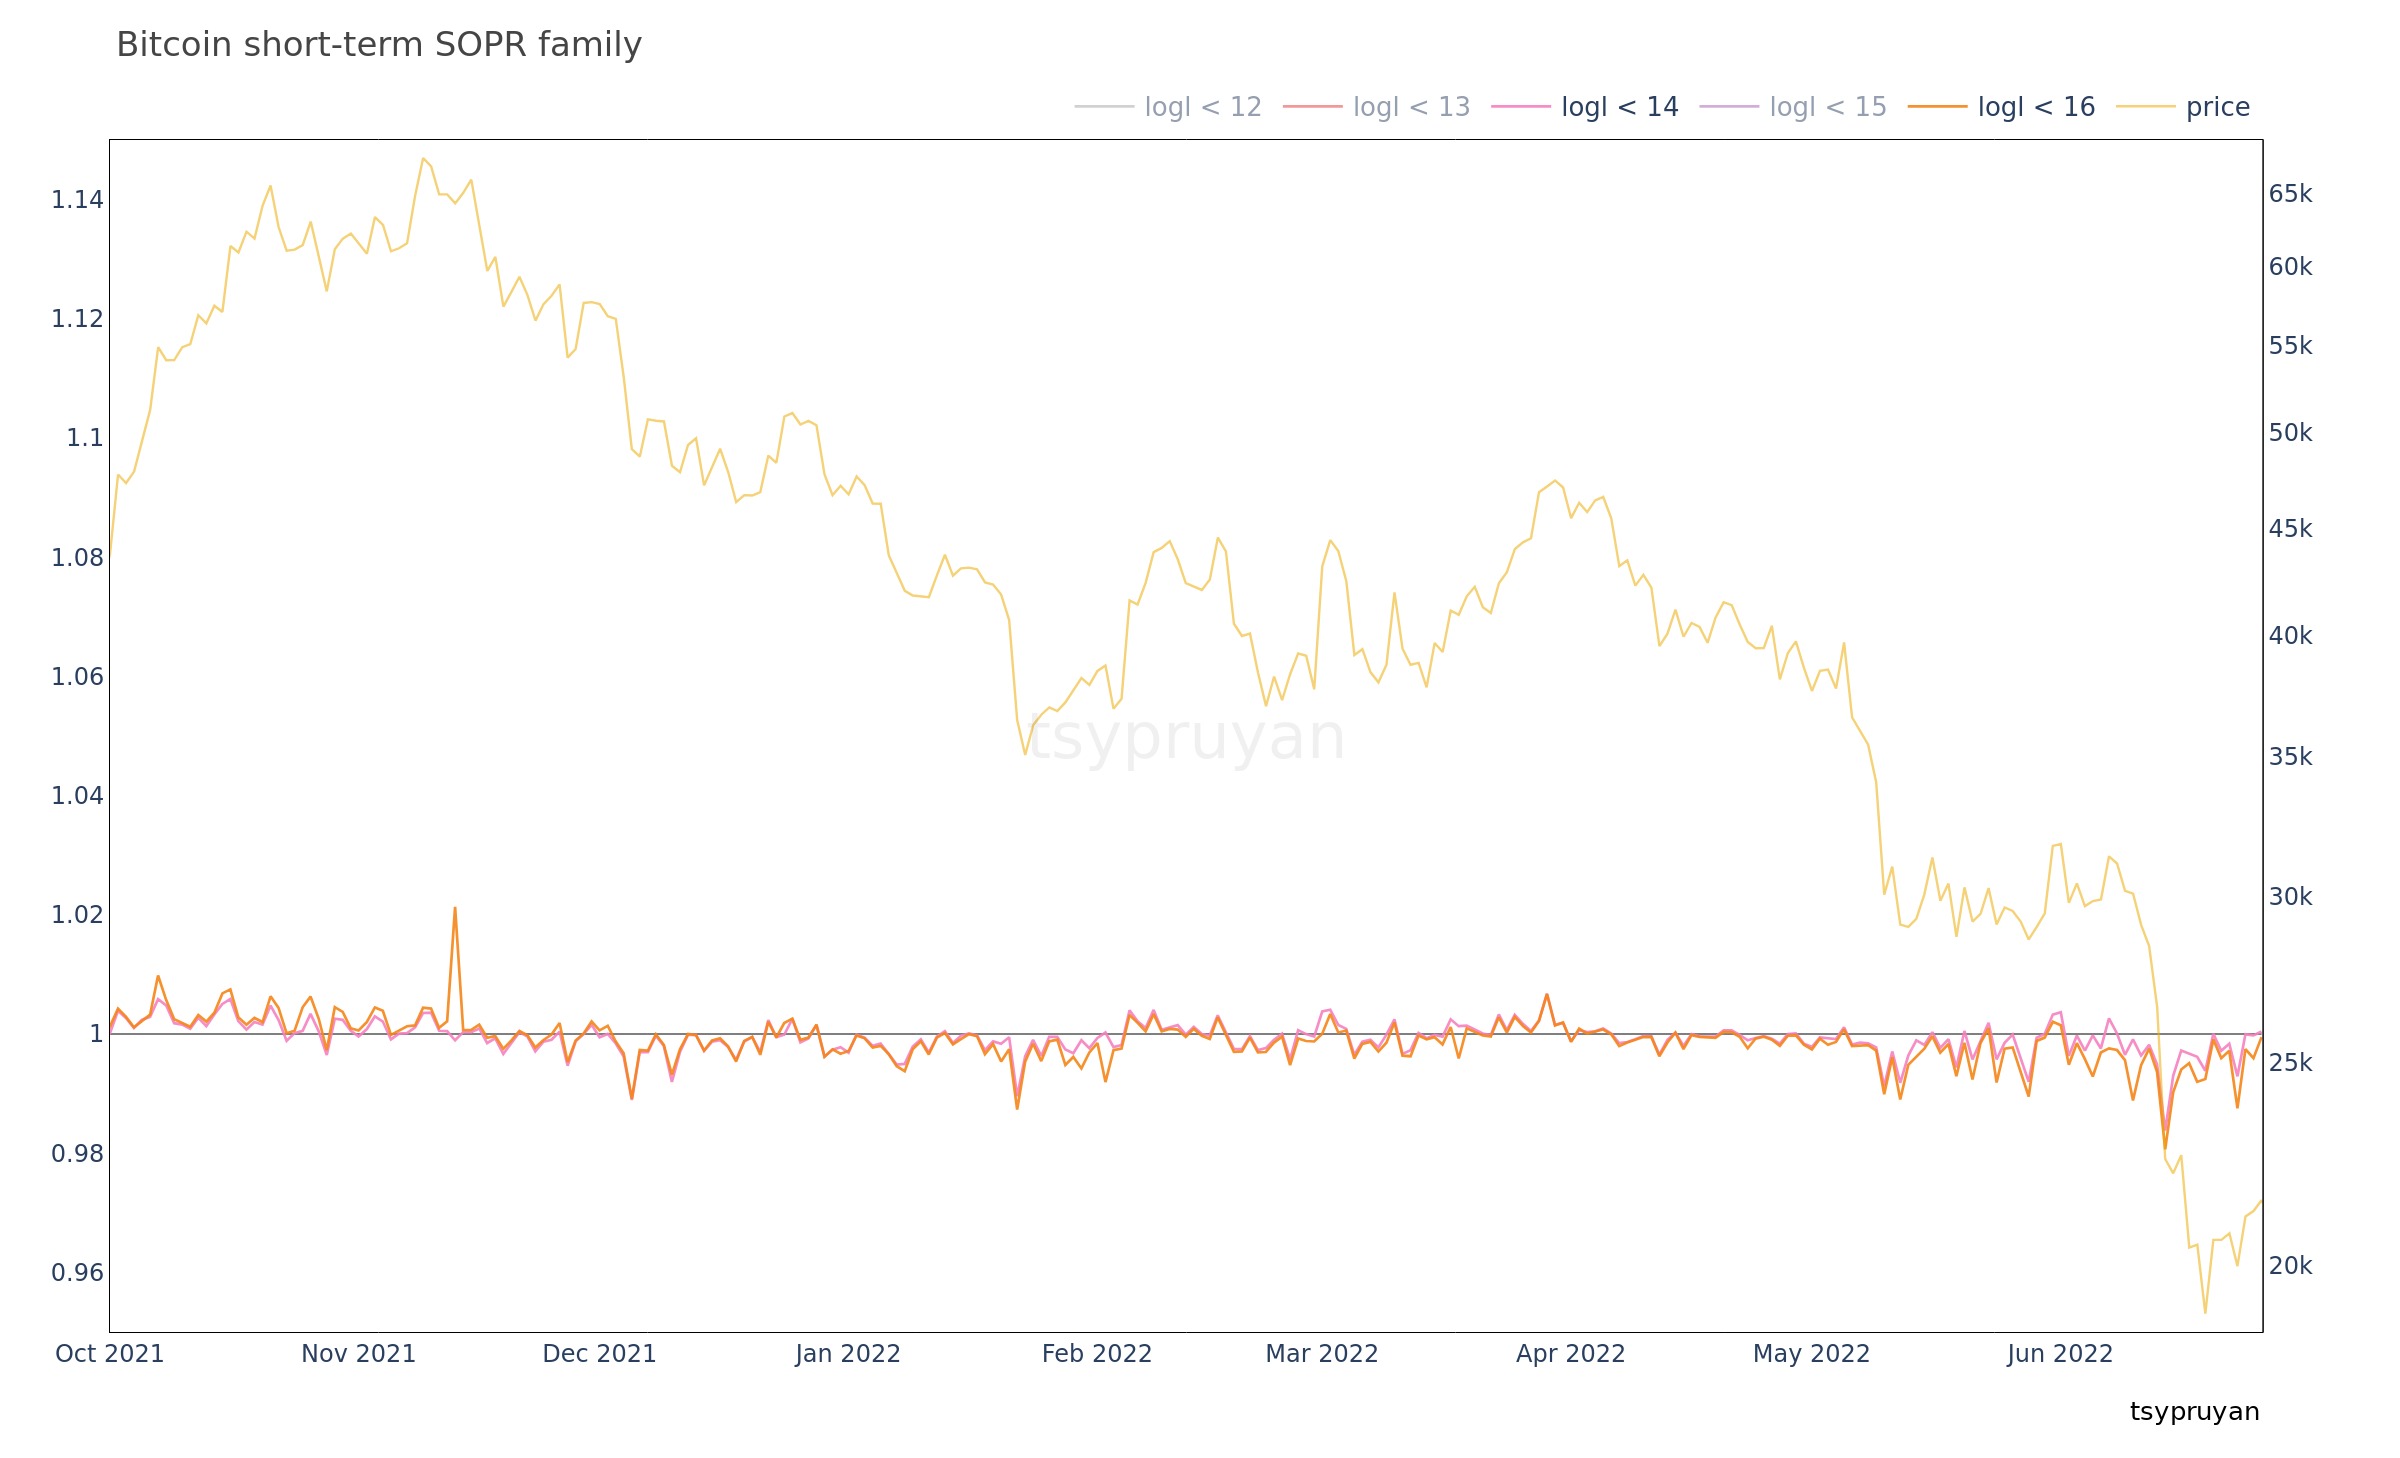 Bitcoin short-term SOPR family
logl < 12 logl < 13 logl < 14 logl < 15 logl < 16 price
1.14 65k
60k
1.12
55k
1.1 50k
1.08 45k
40k
1.06
tsypruyan
35k
1.04
30k
1.02
1
25k
0.98
0.96 20k
Oct 2021 Nov 2021 Dec 2021 Jan 2022 Feb 2022 Mar 2022 Apr 2022 May 2022 Jun 2022
tsypruyan